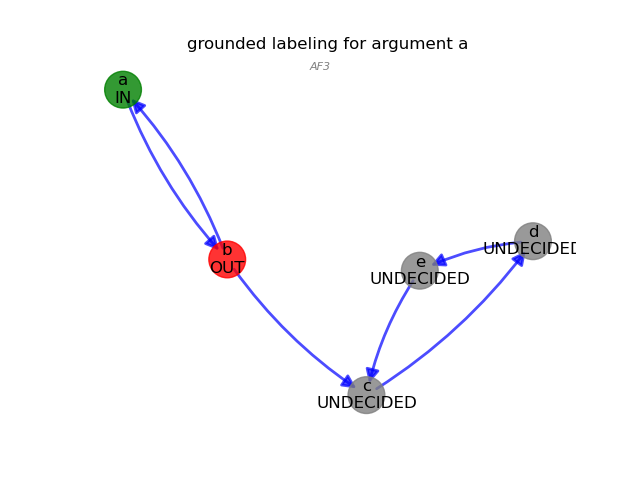 grounded labeling for argument a
AF3
a
IN
b
OUT
d
UNDECIDED
e
UNDECIDED
c
UNDECIDED